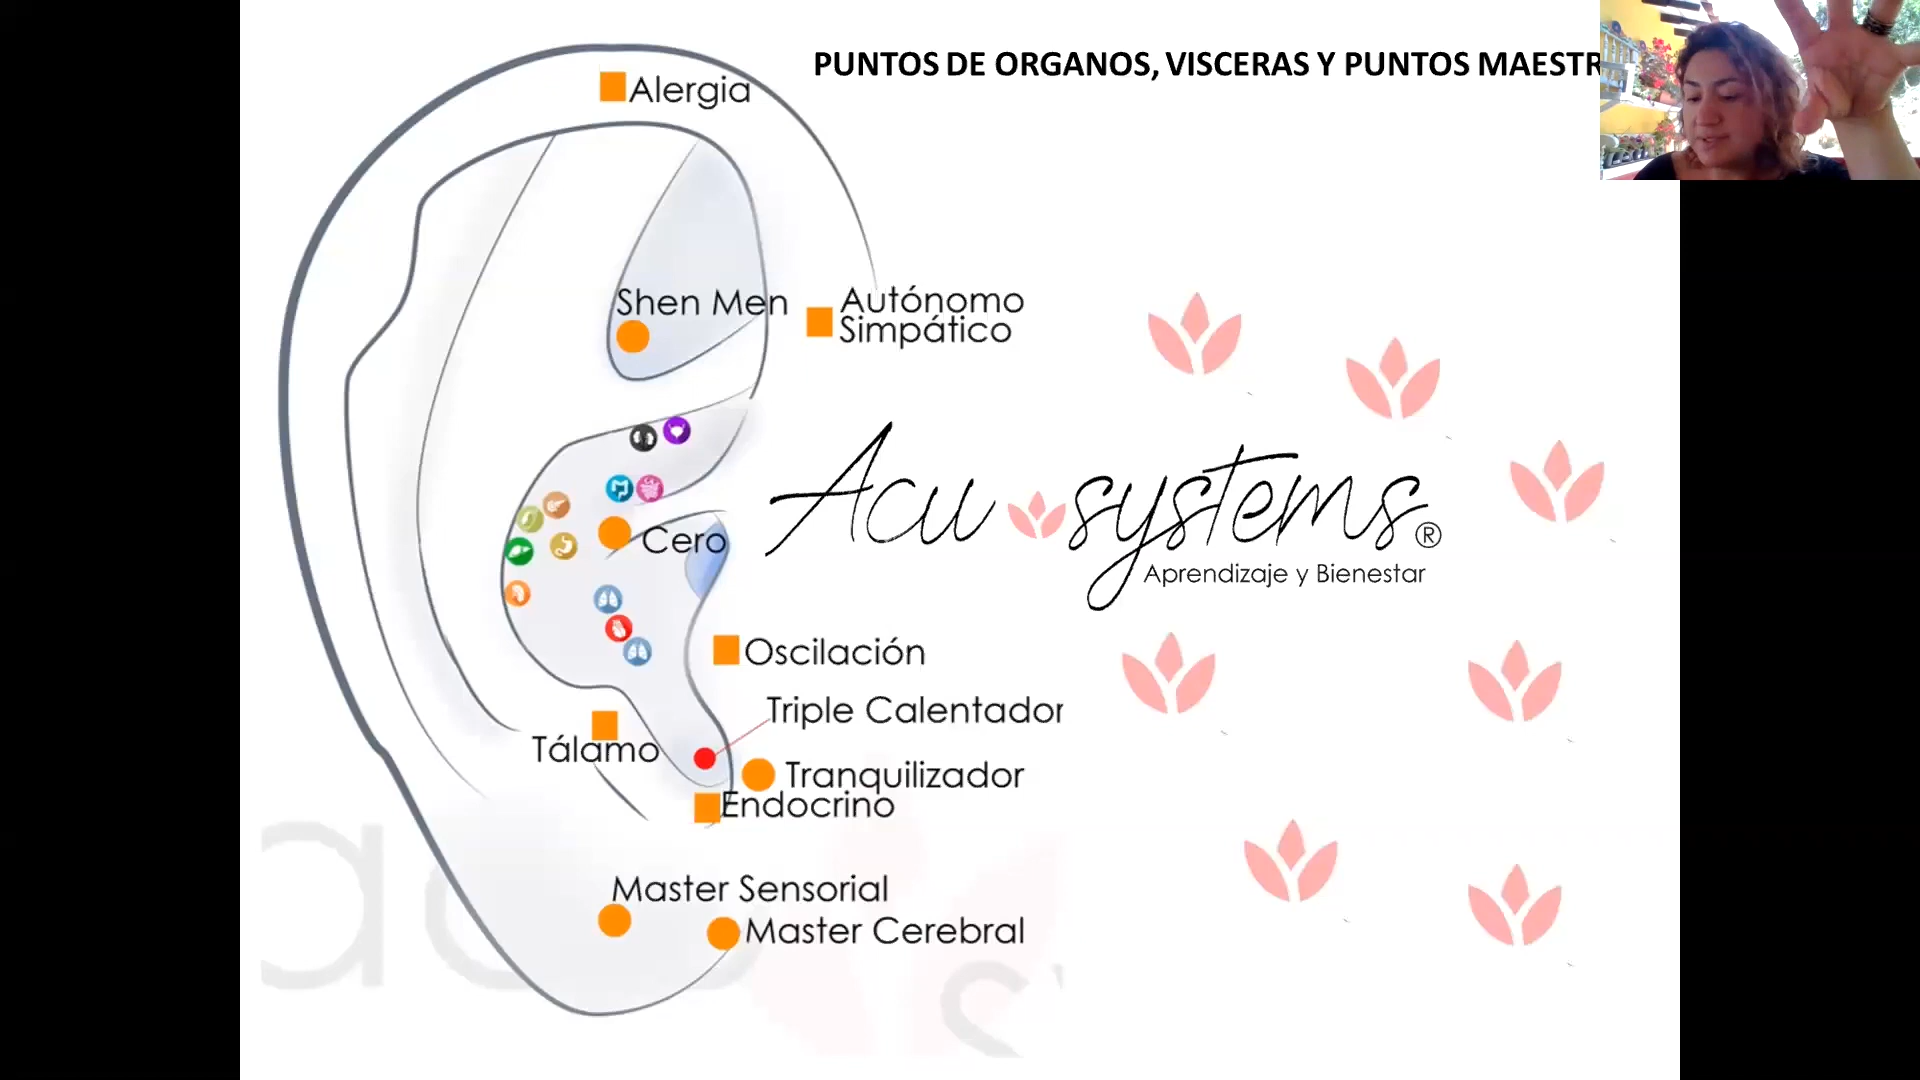 PUNTOS DE ORGANOS, VISCERAS Y PUNTOS MAESTR
Alergia
Shen Men
Autónomo
Simpático
Acu systems®
Cero
Aprendizaje y Bienestar
Oscilación
Triple Calentador
Tálamo
Tranquilizador
Endocrino
Master Sensorial
Master Cerebral